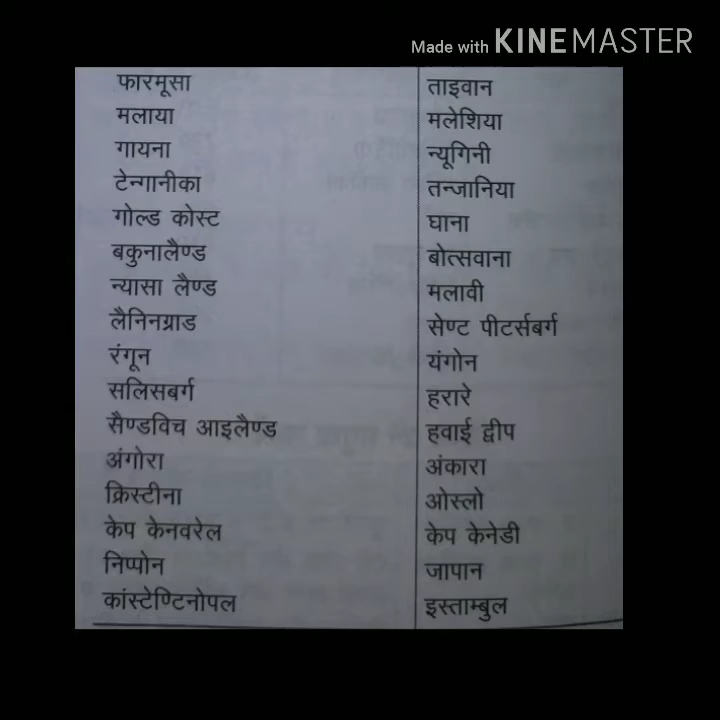 Made with KINEMASTER
फारमूसा ताइवान
मलाया मलेशिया
गायना न्यूगिनी
टेन्गानीका तन्जानिया
गोल्ड कोस्ट घाना
बकुनालैण्ड बोत्सवाना
न्यासा लैण्ड मलावी
लैनिनग्राड सेण्ट पीटर्सबर्ग
रंगून यंगोन
सलिसबर्ग हरारे
सैण्डविच आइलैण्ड हवाई द्वीप
अंगोरा अंकारा
क्रिस्टीना ओस्लो
केप केनवरेल केप केनेडी
निप्पोन जापान
कांस्टेण्टिनोपल इस्ताम्बुल